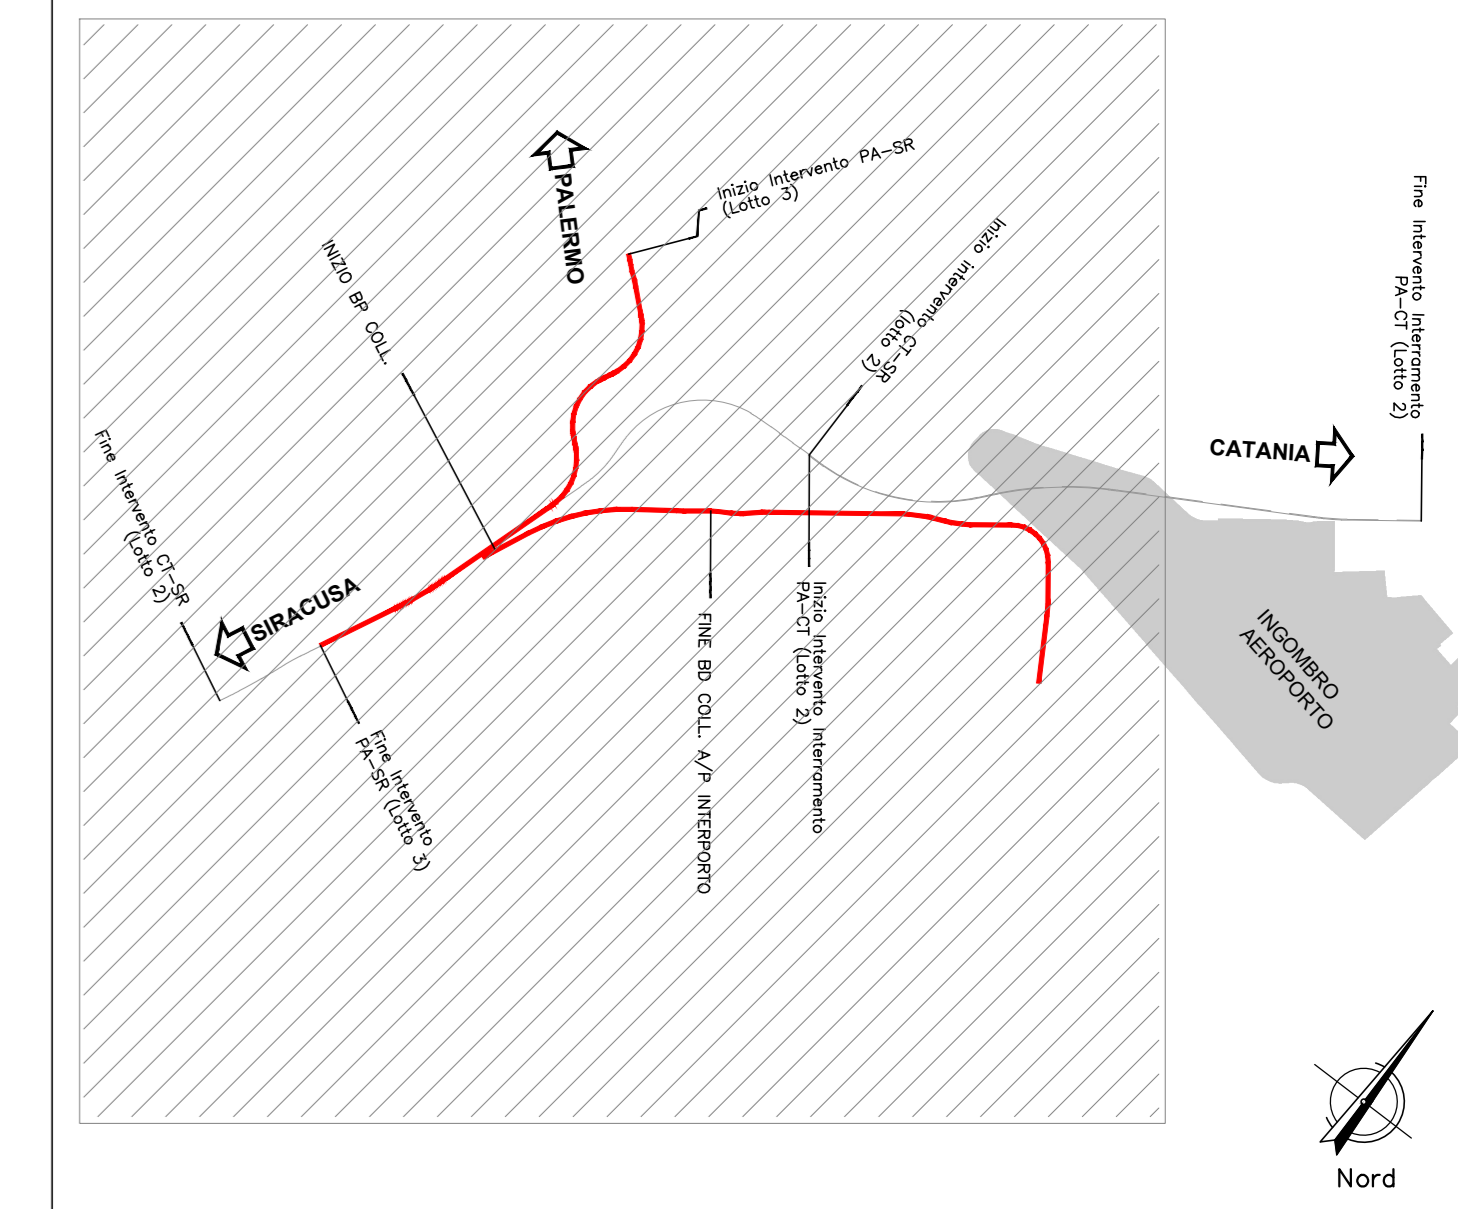 PALERMO
Inizio Intervento PA-SR
(Lotto 3)
INIZIO BP COLL.
Inizio intervento CT-SR
(lotto 2)
Fine Intervento Interramento
PA-CT (Lotto 2)
CATANIA
Fine Intervento CT-SR
(Lotto 2)
SIRACUSA
Fine Intervento
PA-SR (Lotto 3)
FINE BD COLL. A/P INTERPORTO
Inizio Intervento Interramento
PA-CT (Lotto 2)
INGOMBRO
AEROPORTO
Nord